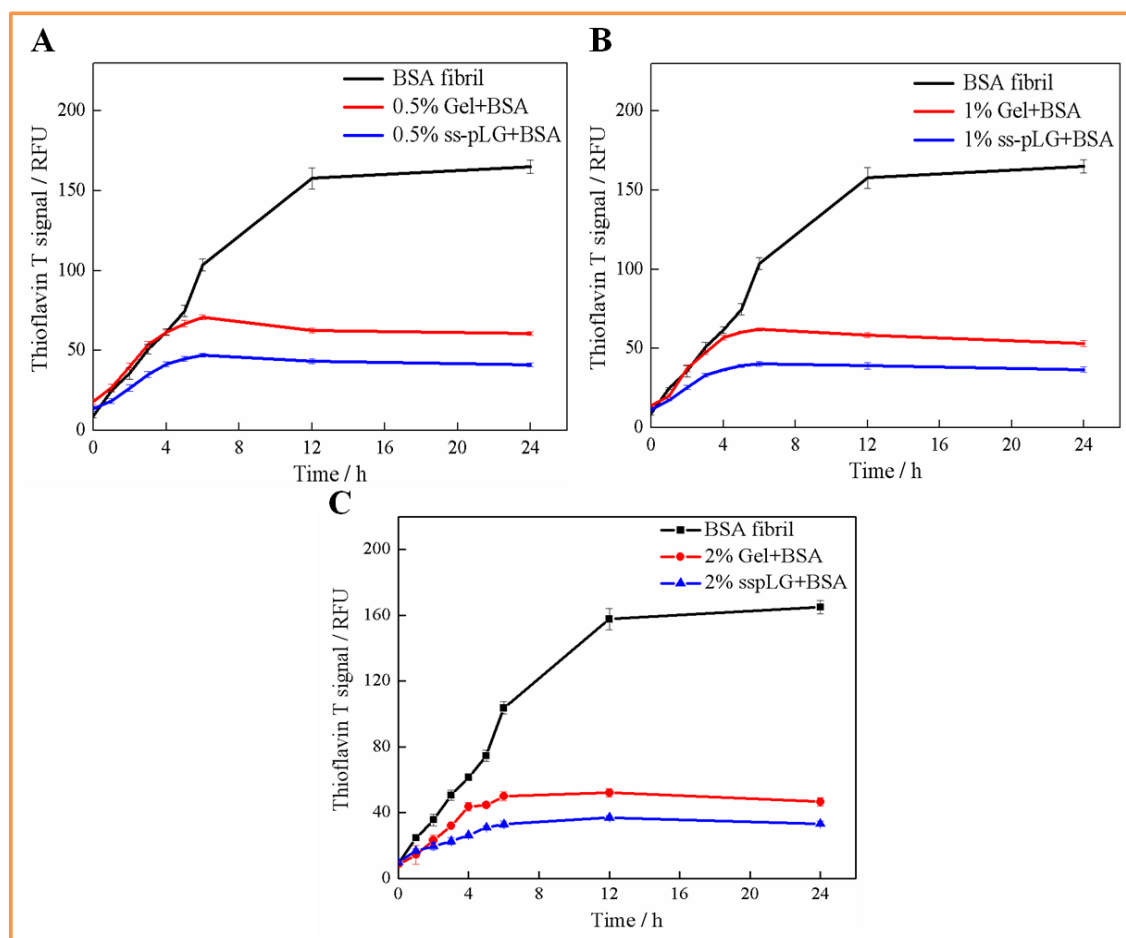 A
BSA fibril
0.5% Gel+BSA
0.5% ss-pLG+BSA
Thioflavin T signal / RFU
200
150
100
50
0
0 4 8 12 16 20 24
Time / h
B
BSA fibril
1% Gel+BSA
1% ss-pLG+BSA
Thioflavin T signal / RFU
200
150
100
50
0
0 4 8 12 16 20 24
Time / h
C
BSA fibril
2% Gel+BSA
2% sspLG+BSA
Thioflavin T signal / RFU
200
160
120
80
40
0
0 4 8 12 16 20 24
Time / h